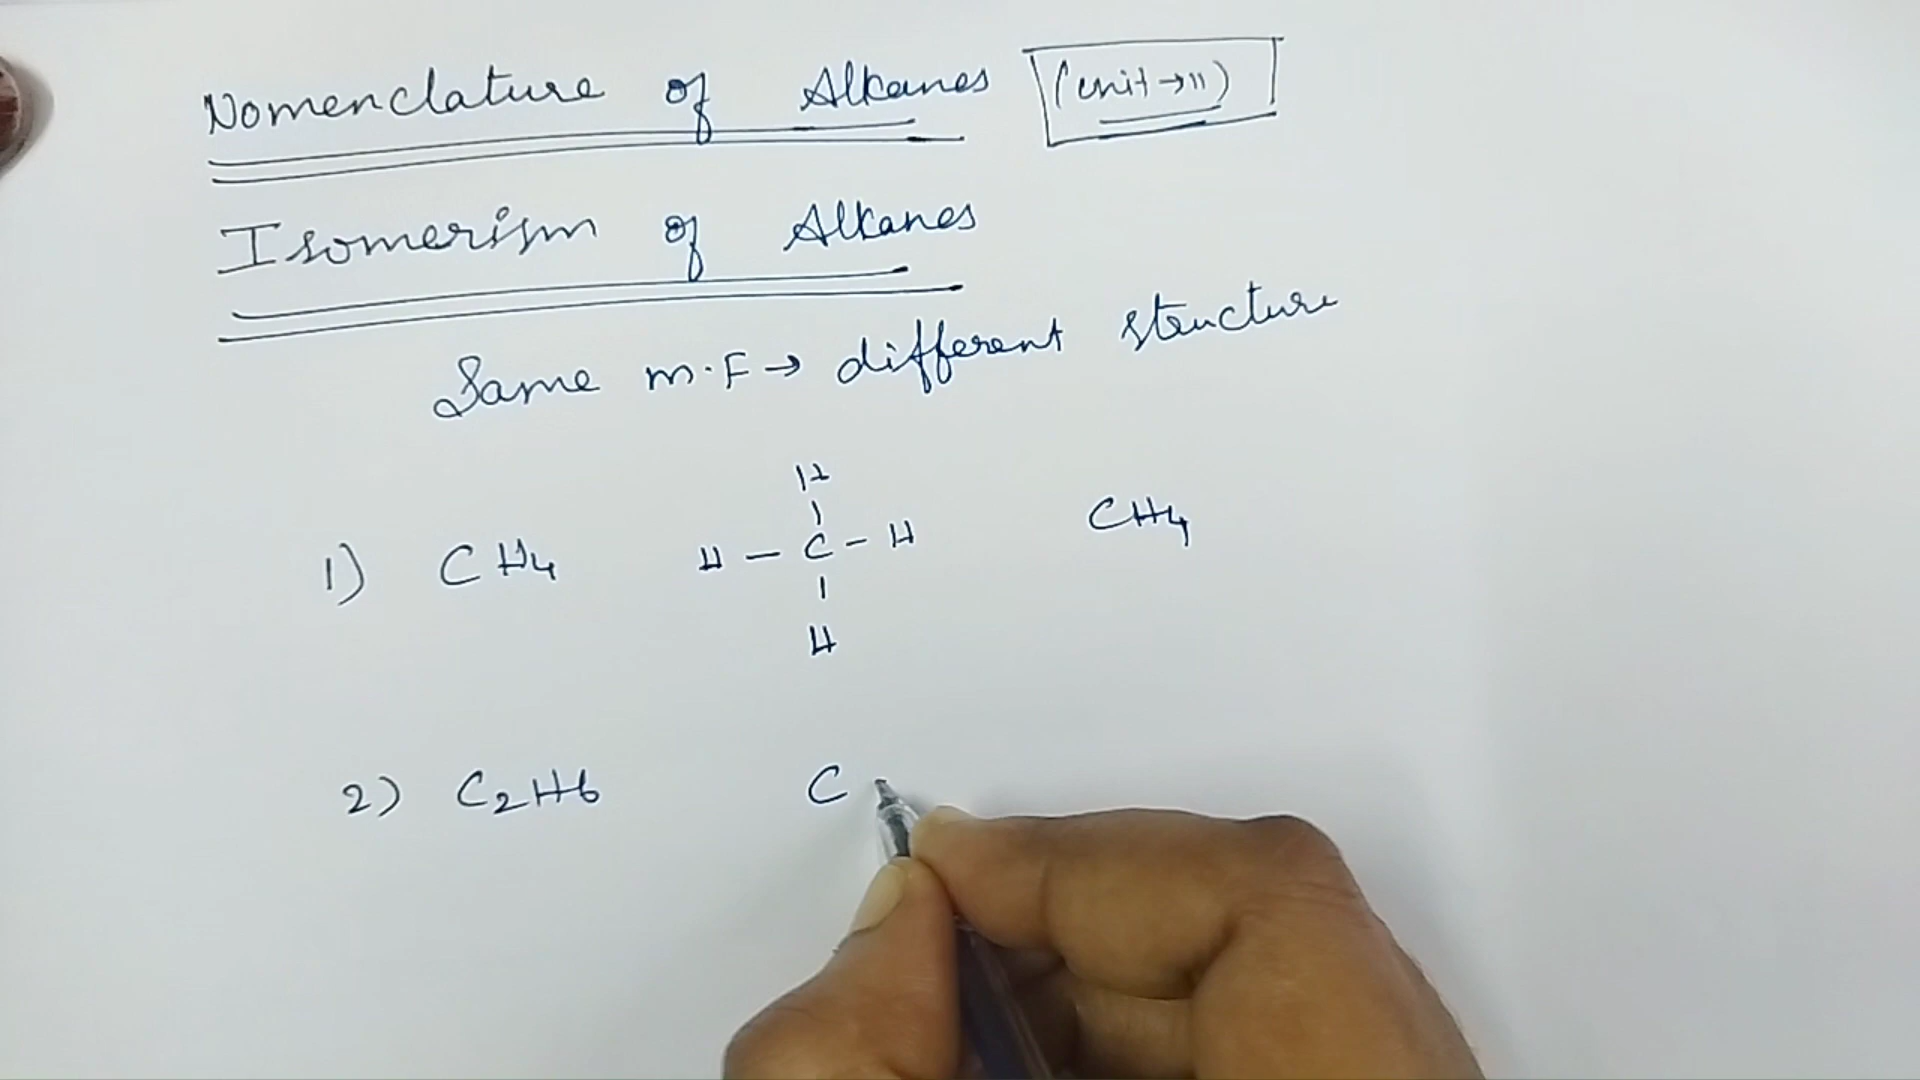 Nomenclature of Alkanes (unit → 11)
Isomerism of Alkanes
Same m.F → different structure
H
1) CH4 H - C - H CH4
H
2) C2H6 C